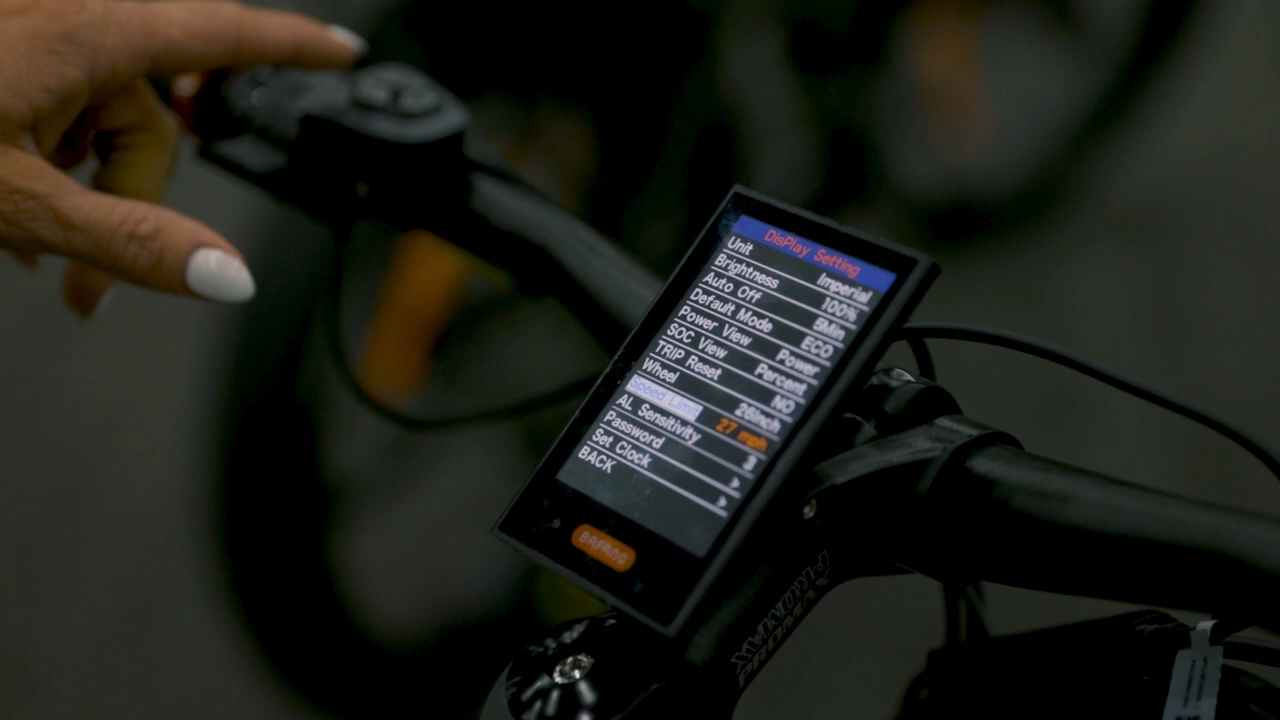 DisPlay Setting
Unit Imperial
Brightness 100%
Auto Off 5Min
Default Mode ECO
Power View Power
SOC View Percent
TRIP Reset NO
Wheel 26inch
Speed Limit 27 mph
AL Sensitivity 3
Password >
Set Clock >
BACK
BAFANG
PROMAX
PROMAX